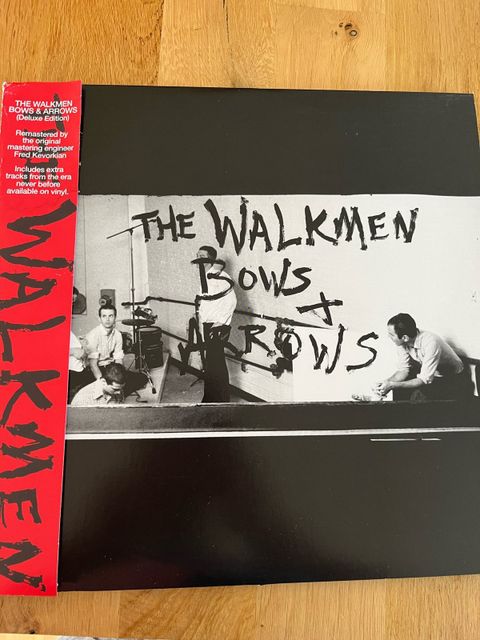 THE WALKMEN
BOWS & ARROWS
(Deluxe Edition)
Remastered by
the original
mastering engineer
Fred Kevorkian
Includes extra
tracks from the era
never before
available on vinyl.
THE WALKMEN
THE WALKMEN
BOWS
+
ARROWS